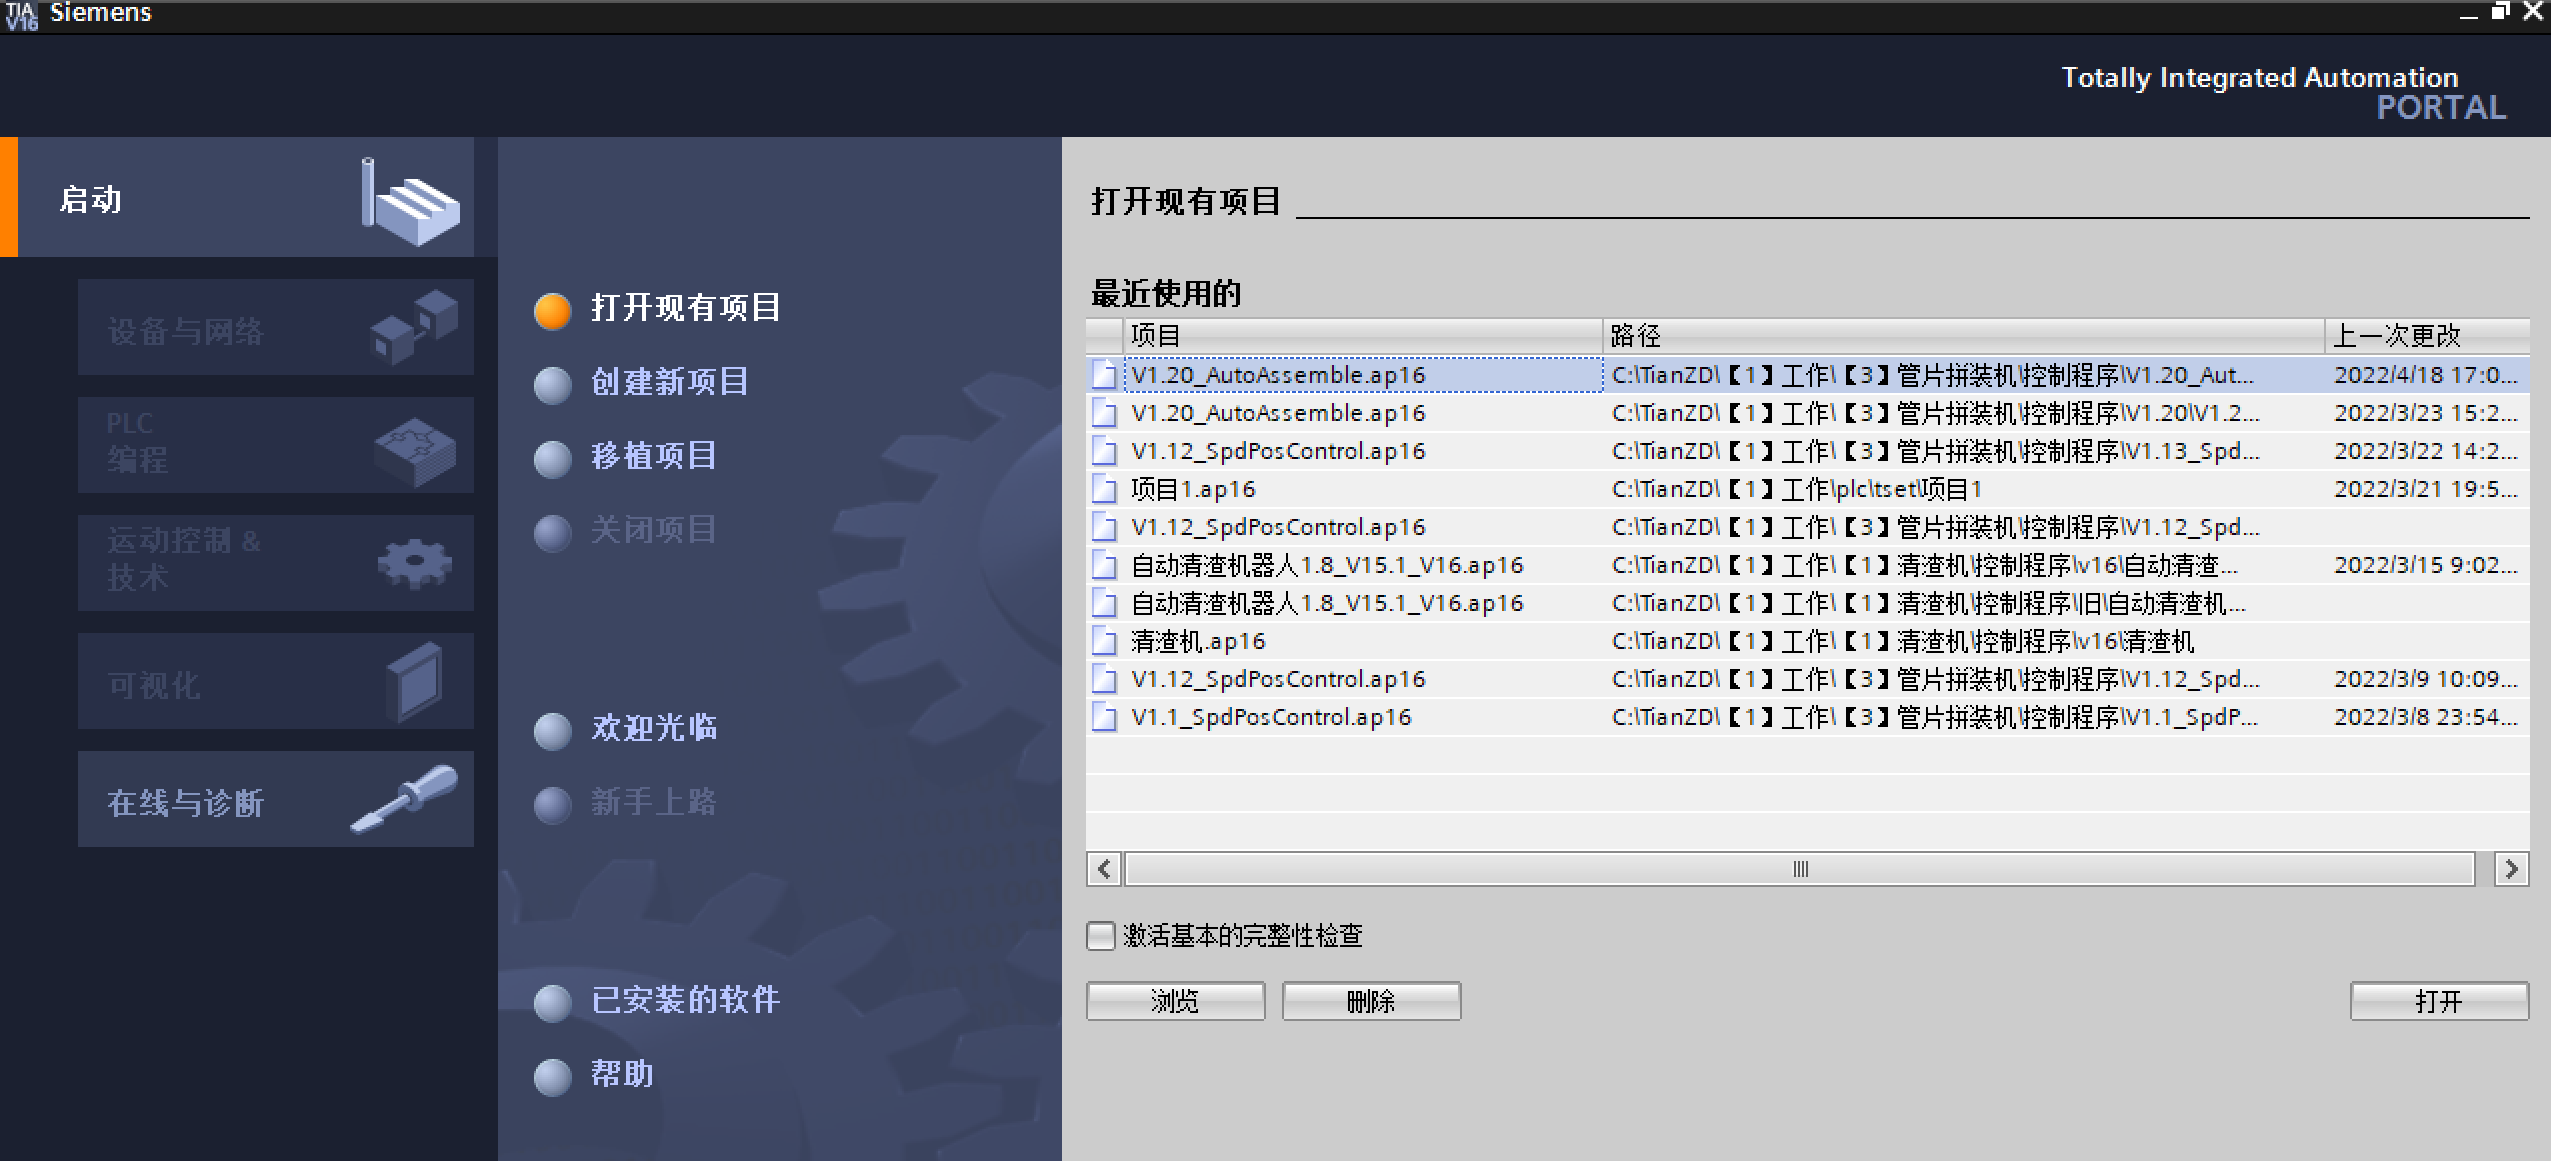 TIA
V16
Siemens
Totally Integrated Automation
PORTAL
启动
设备与网络
PLC
编程
运动控制 &
技术
可视化
在线与诊断
打开现有项目
创建新项目
移植项目
关闭项目
欢迎光临
新手上路
已安装的软件
帮助
打开现有项目
最近使用的
项目 路径 上一次更改
V1.20_AutoAssemble.ap16 C:\TianZD\【1】工作\【3】管片拼装机\控制程序\V1.20_Aut... 2022/4/18 17:0...
V1.20_AutoAssemble.ap16 C:\TianZD\【1】工作\【3】管片拼装机\控制程序\V1.20\V1.2... 2022/3/23 15:2...
V1.12_SpdPosControl.ap16 C:\TianZD\【1】工作\【3】管片拼装机\控制程序\V1.13_Spd... 2022/3/22 14:2...
项目1.ap16 C:\TianZD\【1】工作\plc\tset\项目1 2022/3/21 19:5...
V1.12_SpdPosControl.ap16 C:\TianZD\【1】工作\【3】管片拼装机\控制程序\V1.12_Spd...
自动清渣机器人1.8_V15.1_V16.ap16 C:\TianZD\【1】工作\【1】清渣机\控制程序\v16\自动清渣... 2022/3/15 9:02...
自动清渣机器人1.8_V15.1_V16.ap16 C:\TianZD\【1】工作\【1】清渣机\控制程序\旧\自动清渣机...
清渣机.ap16 C:\TianZD\【1】工作\【1】清渣机\控制程序\v16\清渣机
V1.12_SpdPosControl.ap16 C:\TianZD\【1】工作\【3】管片拼装机\控制程序\V1.12_Spd... 2022/3/9 10:09...
V1.1_SpdPosControl.ap16 C:\TianZD\【1】工作\【3】管片拼装机\控制程序\V1.1_SpdP... 2022/3/8 23:54...
激活基本的完整性检查
浏览 删除 打开